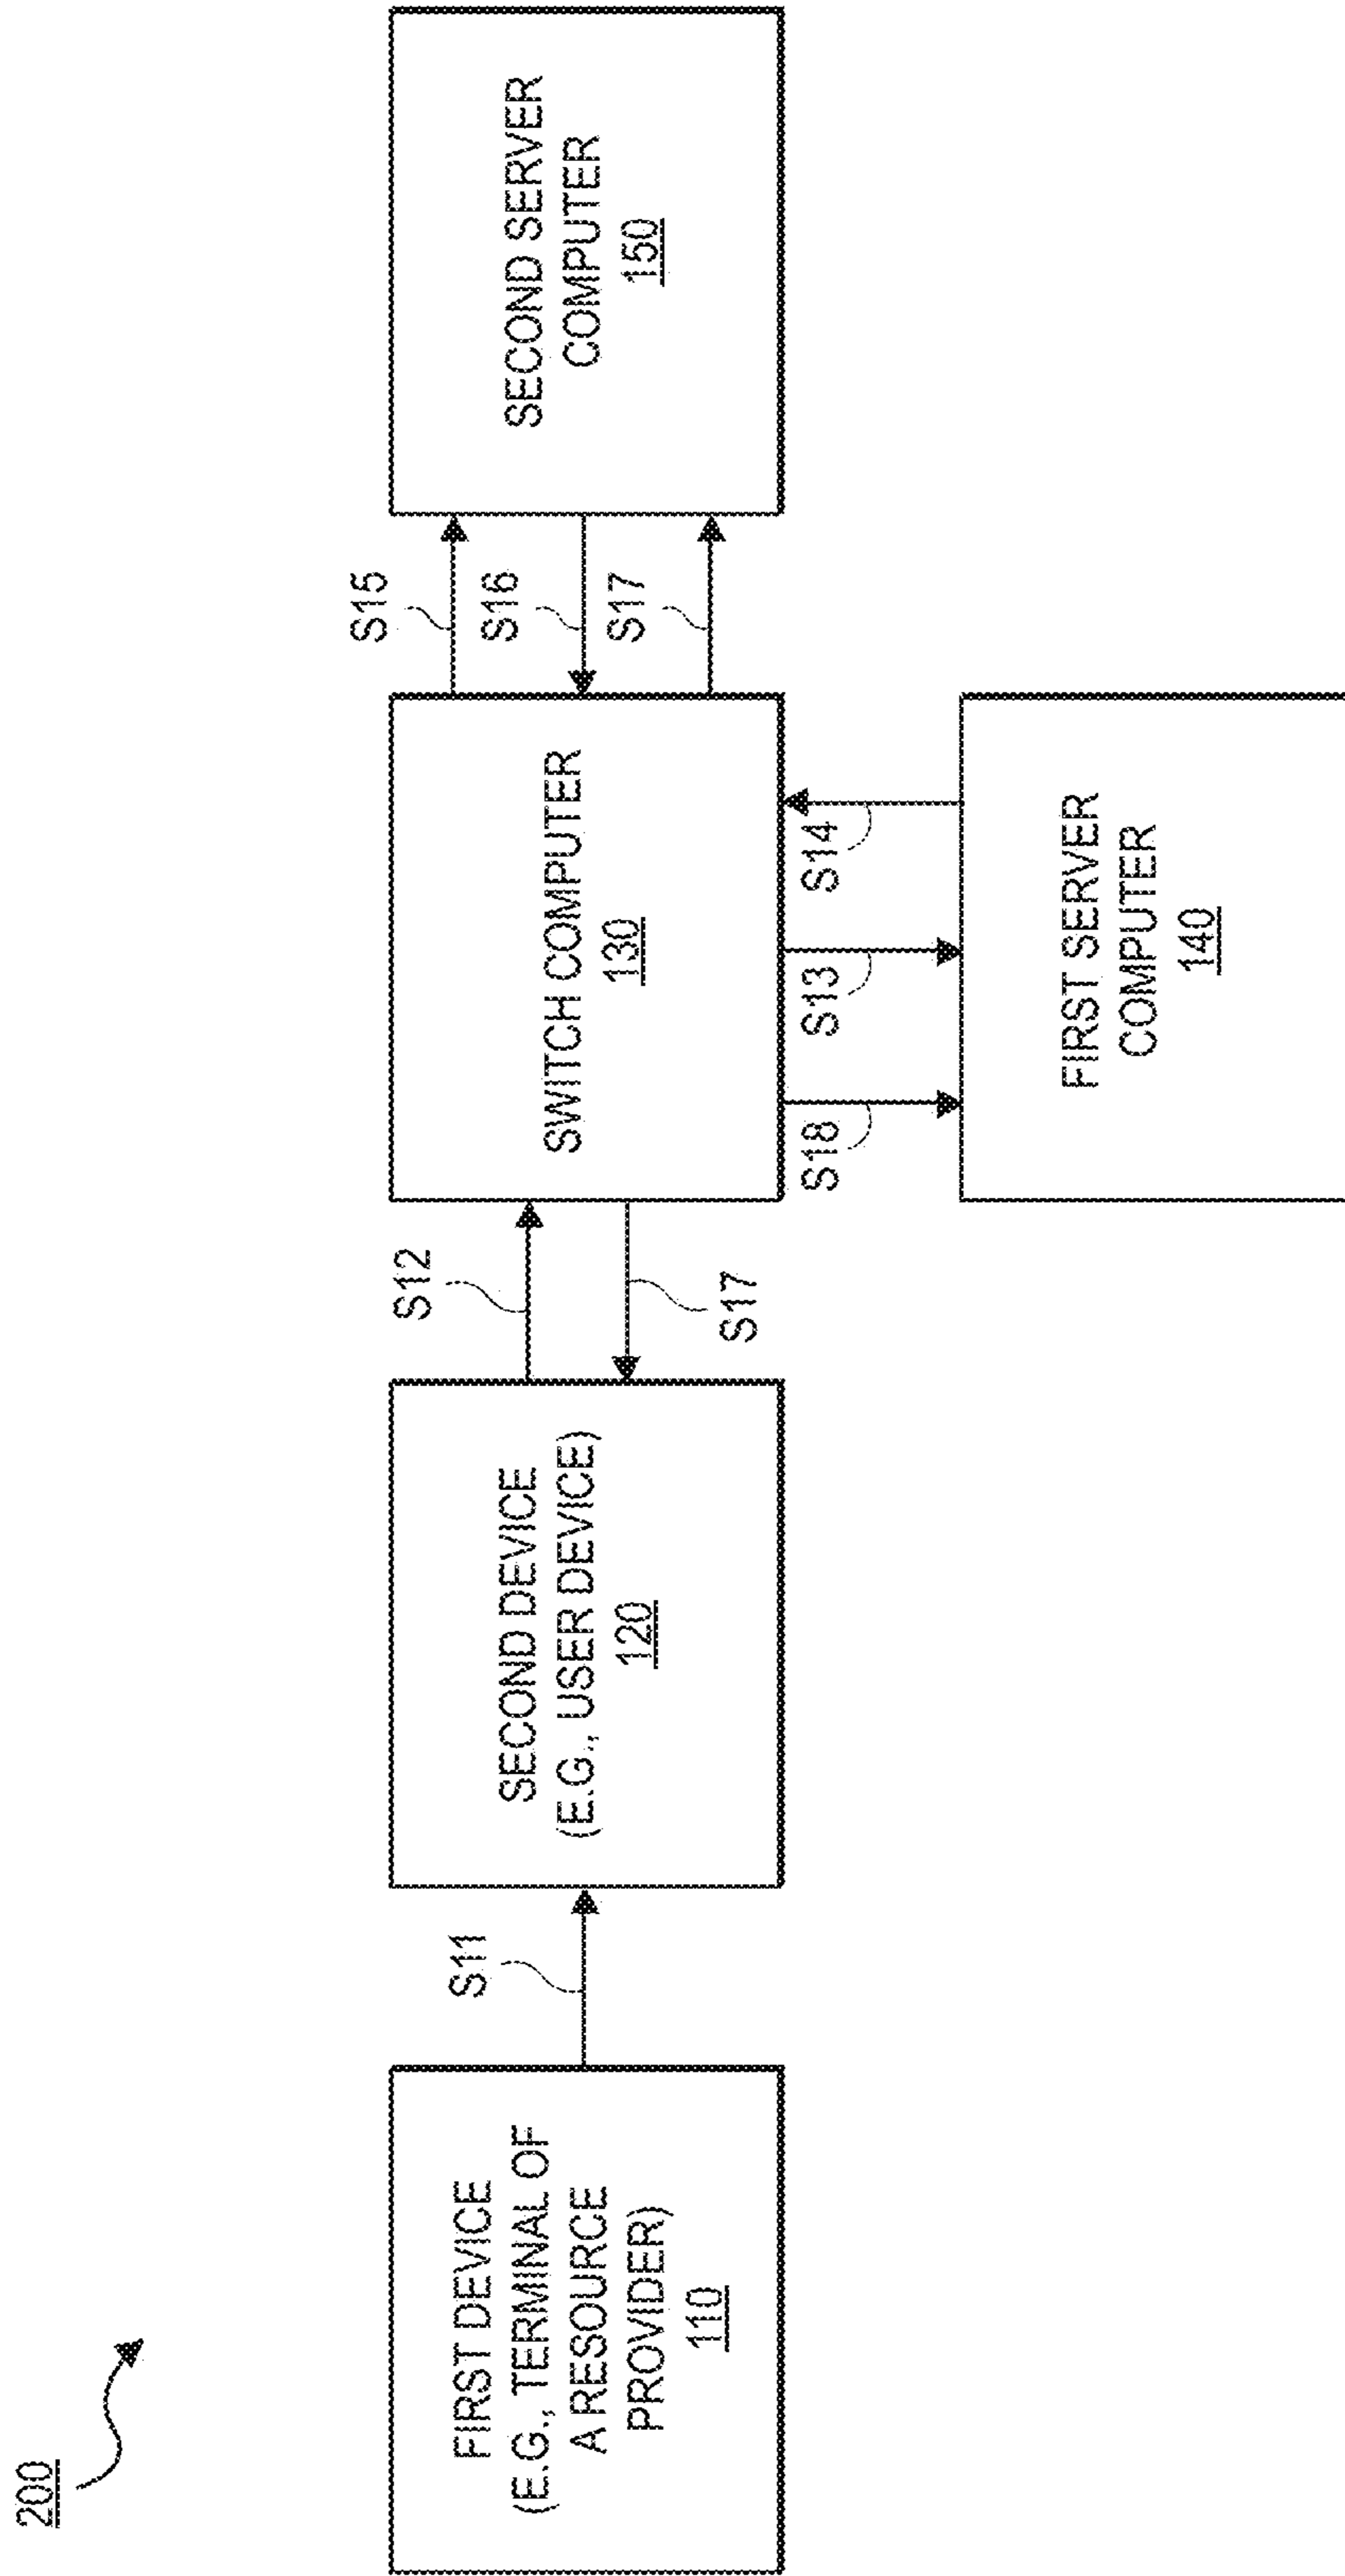 200
FIRST DEVICE
(E.G., TERMINAL OF
A RESOURCE
PROVIDER)
110
S11
SECOND DEVICE
(E.G., USER DEVICE)
120
S12
S17
SWITCH COMPUTER
130
S15
S16
S17
SECOND SERVER
COMPUTER
150
S18
S13
S14
FIRST SERVER
COMPUTER
140